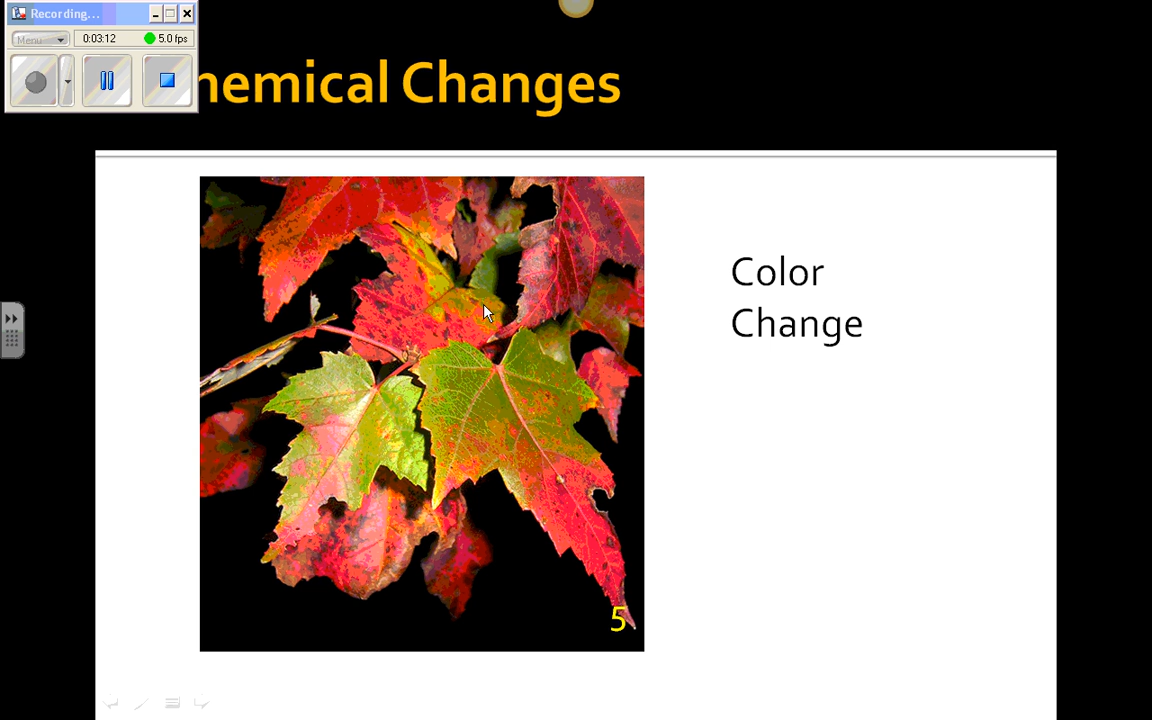 Recording...
Menu
0:03:12
5.0 fps
hemical Changes
Color
Change
5